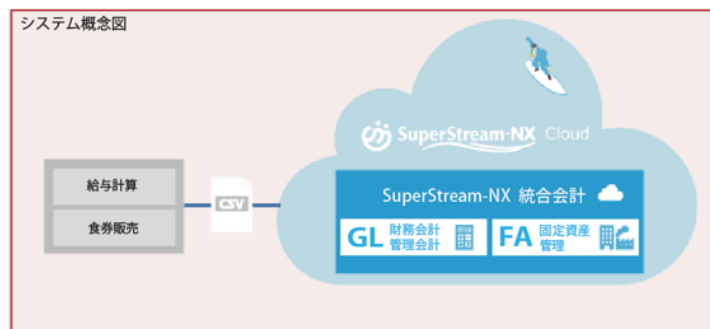 システム概念図
SuperStream-NX Cloud
給与計算
食券販売
CSV
SuperStream-NX 統合会計
GL 財務会計
管理会計
FA 固定資産
管理